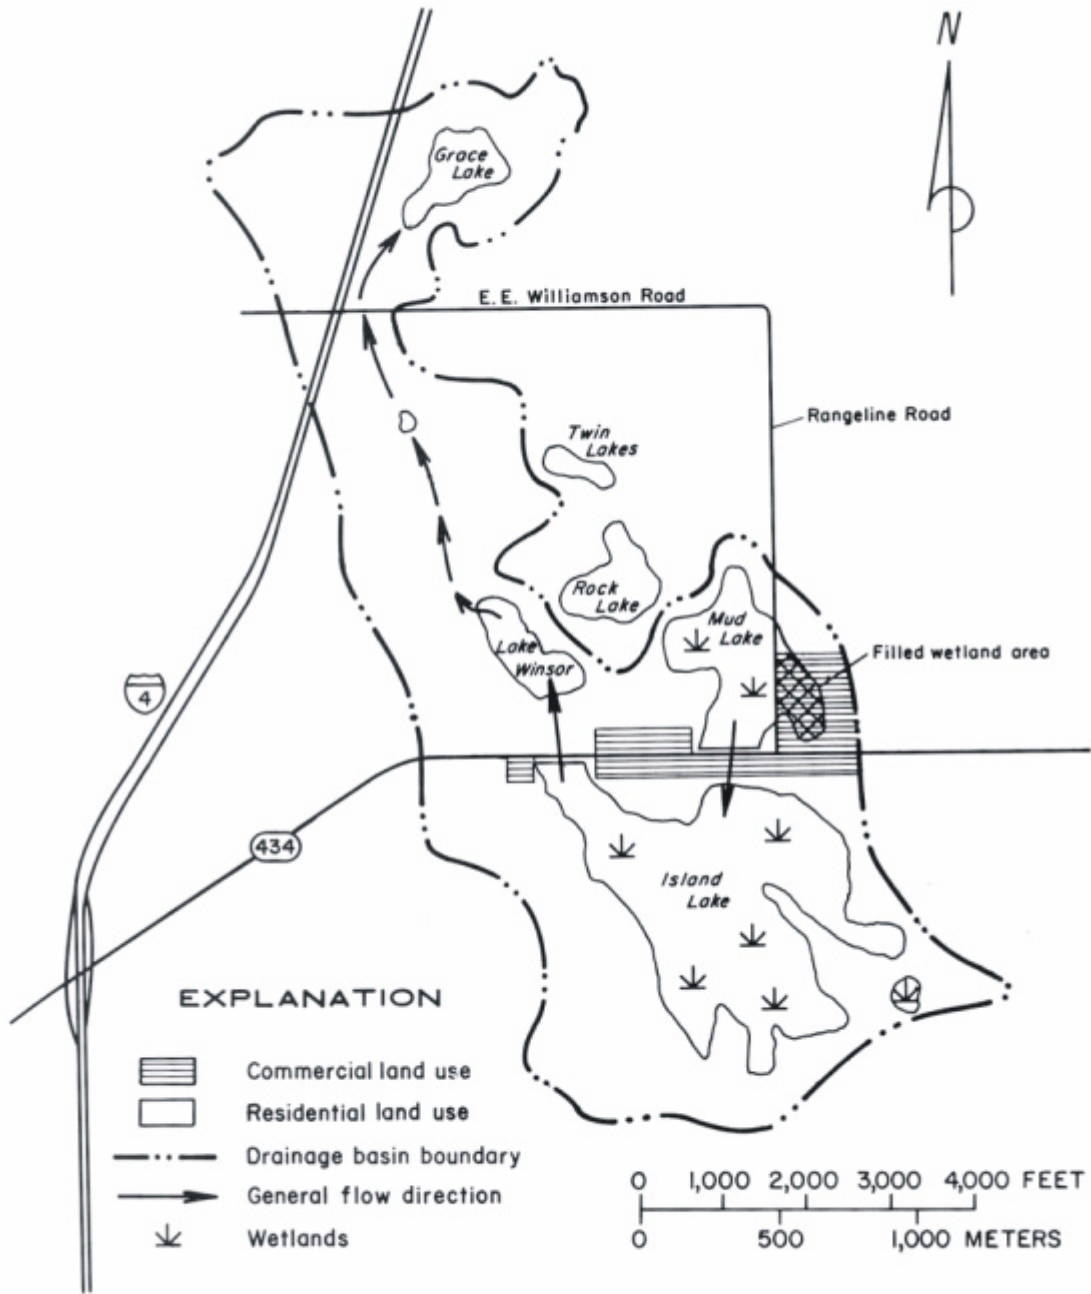 N
Grace
Lake
E. E. Williamson Road
Rangeline Road
Twin
Lakes
Rock
Lake
Mud
Lake
Filled wetland area
Lake
Winsor
4
434
Island
Lake
EXPLANATION
Commercial land use
Residential land use
Drainage basin boundary
General flow direction
Wetlands
0 1,000 2,000 3,000 4,000 FEET
0 500 1,000 METERS